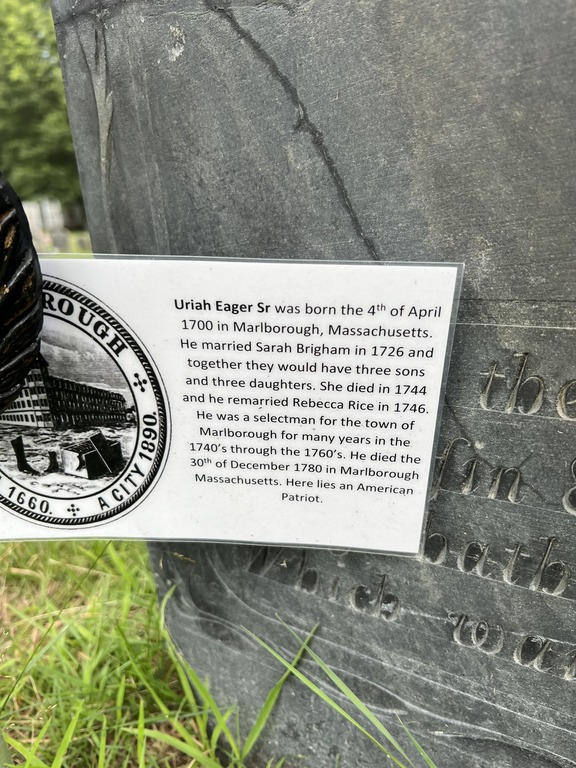 ROUGH
1660. A CITY 1890.
Uriah Eager Sr was born the 4th of April
1700 in Marlborough, Massachusetts.
He married Sarah Brigham in 1726 and
together they would have three sons
and three daughters. She died in 1744
and he remarried Rebecca Rice in 1746.
He was a selectman for the town of
Marlborough for many years in the
1740's through the 1760's. He died the
30th of December 1780 in Marlborough
Massachusetts. Here lies an American
Patriot.
the
Which wa